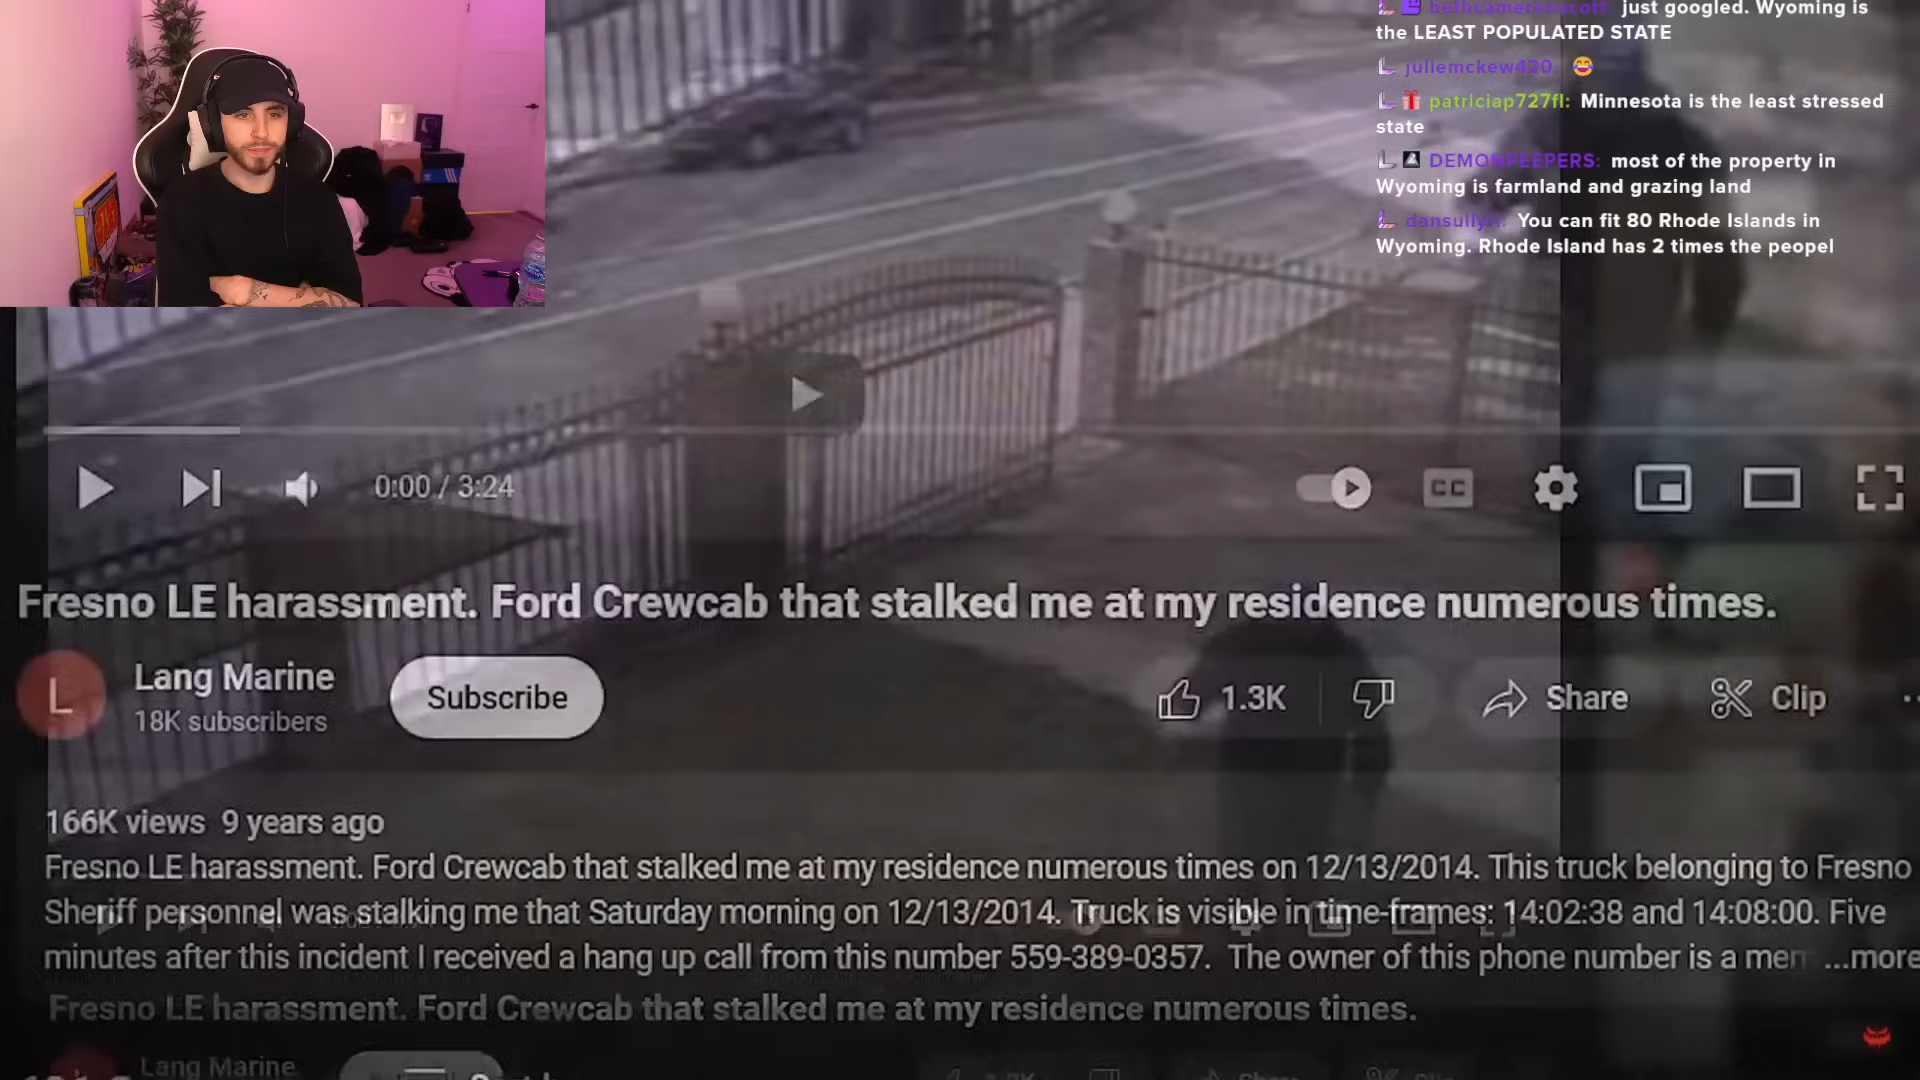 just googled. Wyoming is
the LEAST POPULATED STATE
juliemckew420: 😂
patriciap727fl: Minnesota is the least stressed
state
DEMONPEEPERS: most of the property in
Wyoming is farmland and grazing land
You can fit 80 Rhode Islands in
Wyoming. Rhode Island has 2 times the peopel
0:00 / 3:24
CC
Fresno LE harassment. Ford Crewcab that stalked me at my residence numerous times.
L
Lang Marine
18K subscribers
Subscribe
1.3K
Share
Clip
166K views 9 years ago
Fresno LE harassment. Ford Crewcab that stalked me at my residence numerous times on 12/13/2014. This truck belonging to Fresno
Sheriff personnel was stalking me that Saturday morning on 12/13/2014. Truck is visible in time-frames: 14:02:38 and 14:08:00. Five
minutes after this incident I received a hang up call from this number 559-389-0357. The owner of this phone number is a mem ...more
Fresno LE harassment. Ford Crewcab that stalked me at my residence numerous times.
Lang Marine